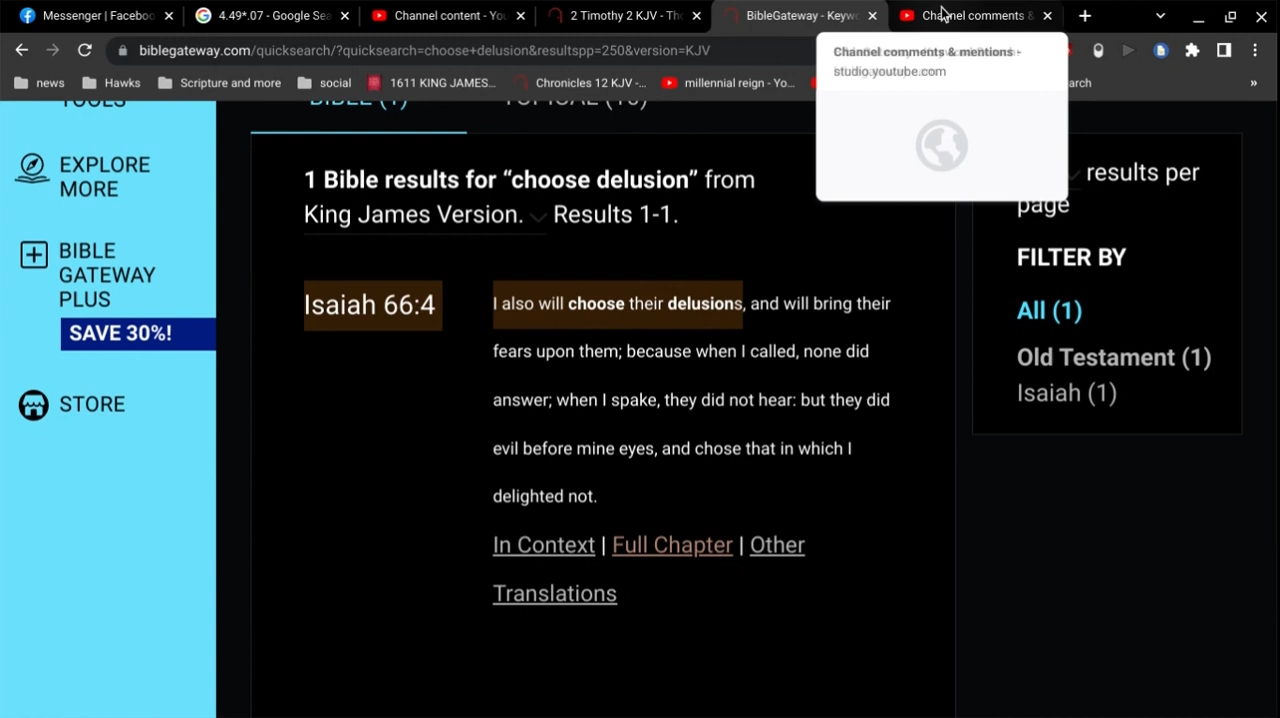 Messenger | Faceboo
4.49*.07 - Google Sea
Channel content - You
2 Timothy 2 KJV - Tho
BibleGateway - Keywo
Channel comments &
biblegateway.com/quicksearch/?quicksearch=choose+delusion&resultspp=250&version=KJV
Channel comments & mentions -
studio.youtube.com
news
Hawks
Scripture and more
social
1611 KING JAMES...
Chronicles 12 KJV -...
millennial reign - Yo...
arch
»
TOOLS
EXPLORE
MORE
BIBLE
GATEWAY
PLUS
SAVE 30%!
STORE
BIBLE (1)
1 Bible results for “choose delusion” from
King James Version. Results 1-1.
Isaiah 66:4
I also will choose their delusions, and will bring their
fears upon them; because when I called, none did
answer; when I spake, they did not hear: but they did
evil before mine eyes, and chose that in which I
delighted not.
In Context | Full Chapter | Other
Translations
results per
page
FILTER BY
All (1)
Old Testament (1)
Isaiah (1)